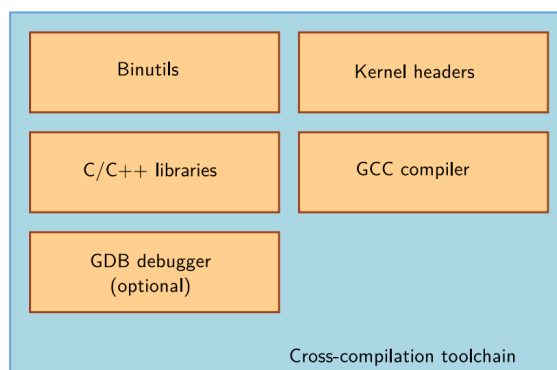 Binutils
Kernel headers
C/C++ libraries
GCC compiler
GDB debugger
(optional)
Cross-compilation toolchain